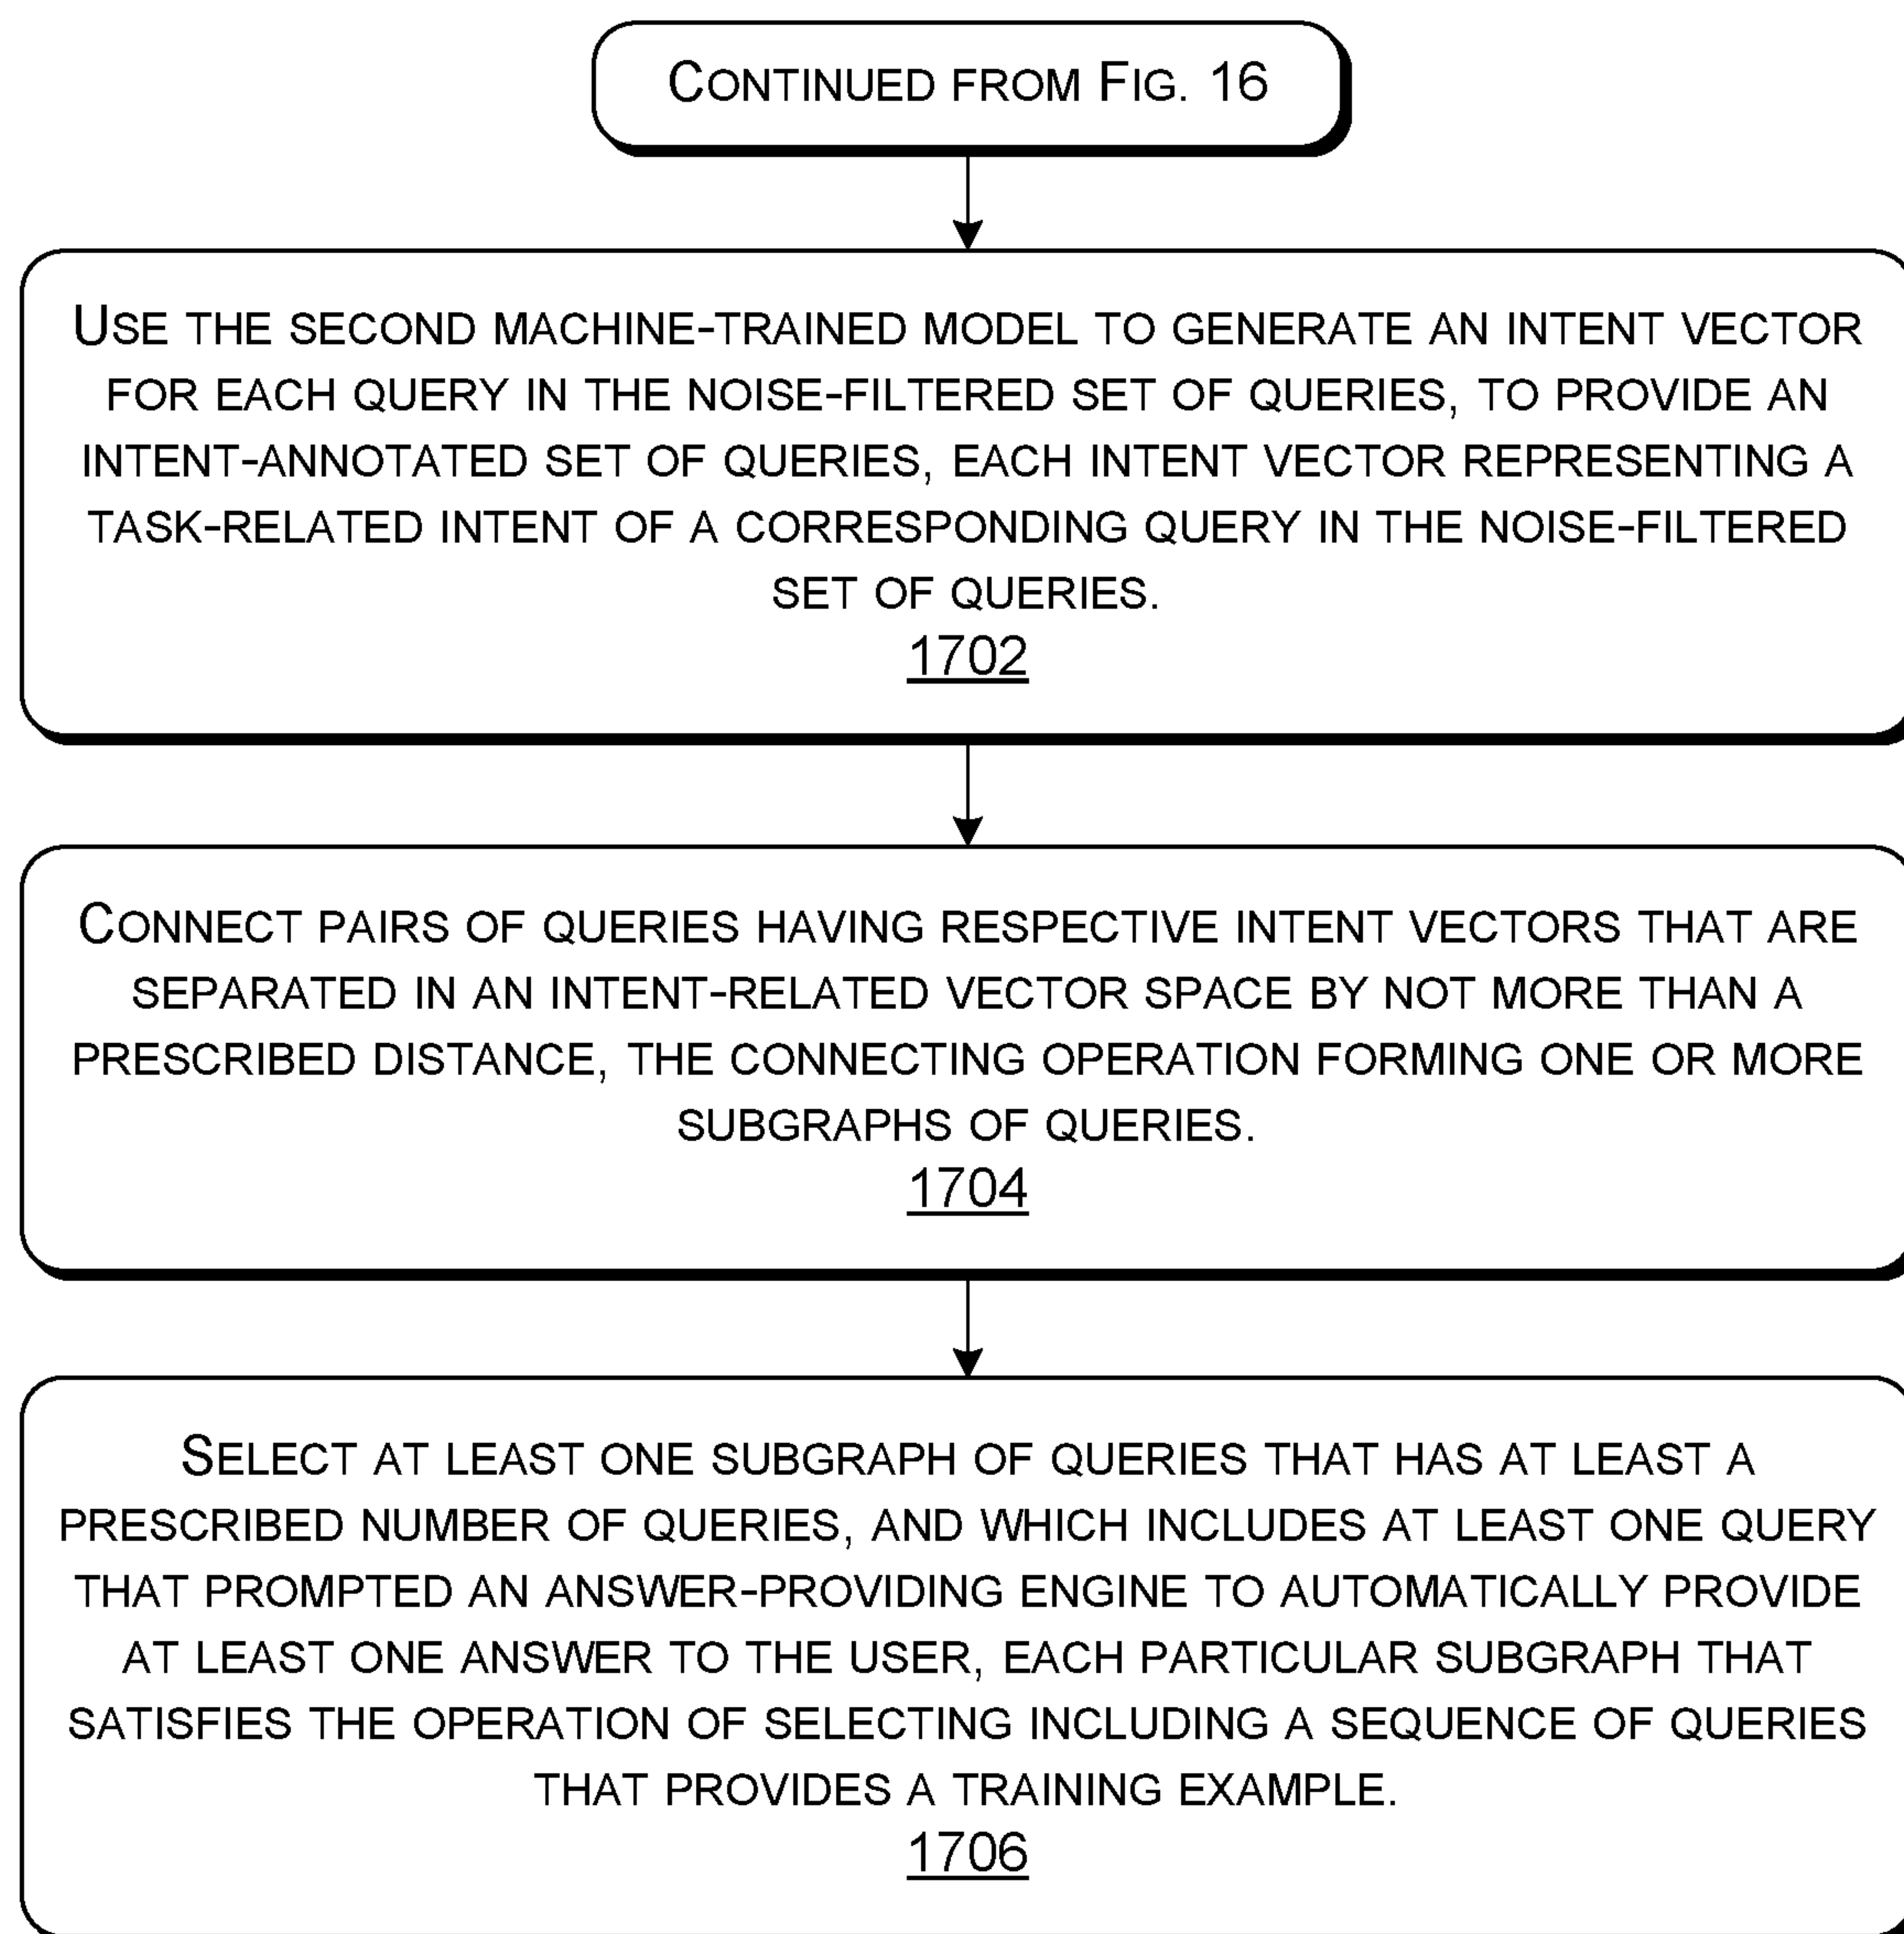 CONTINUED FROM FIG. 16
USE THE SECOND MACHINE-TRAINED MODEL TO GENERATE AN INTENT VECTOR
FOR EACH QUERY IN THE NOISE-FILTERED SET OF QUERIES, TO PROVIDE AN
INTENT-ANNOTATED SET OF QUERIES, EACH INTENT VECTOR REPRESENTING A
TASK-RELATED INTENT OF A CORRESPONDING QUERY IN THE NOISE-FILTERED
SET OF QUERIES.
1702
CONNECT PAIRS OF QUERIES HAVING RESPECTIVE INTENT VECTORS THAT ARE
SEPARATED IN AN INTENT-RELATED VECTOR SPACE BY NOT MORE THAN A
PRESCRIBED DISTANCE, THE CONNECTING OPERATION FORMING ONE OR MORE
SUBGRAPHS OF QUERIES.
1704
SELECT AT LEAST ONE SUBGRAPH OF QUERIES THAT HAS AT LEAST A
PRESCRIBED NUMBER OF QUERIES, AND WHICH INCLUDES AT LEAST ONE QUERY
THAT PROMPTED AN ANSWER-PROVIDING ENGINE TO AUTOMATICALLY PROVIDE
AT LEAST ONE ANSWER TO THE USER, EACH PARTICULAR SUBGRAPH THAT
SATISFIES THE OPERATION OF SELECTING INCLUDING A SEQUENCE OF QUERIES
THAT PROVIDES A TRAINING EXAMPLE.
1706